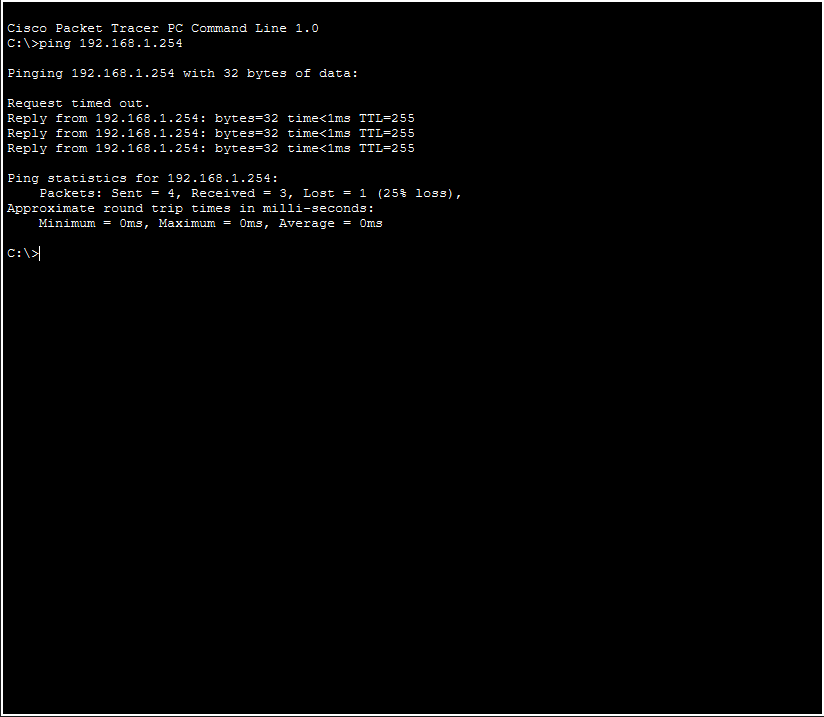 Cisco Packet Tracer PC Command Line 1.0
C:\>ping 192.168.1.254
Pinging 192.168.1.254 with 32 bytes of data:
Request timed out.
Reply from 192.168.1.254: bytes=32 time<1ms TTL=255
Reply from 192.168.1.254: bytes=32 time<1ms TTL=255
Reply from 192.168.1.254: bytes=32 time<1ms TTL=255
Ping statistics for 192.168.1.254:
    Packets: Sent = 4, Received = 3, Lost = 1 (25% loss),
Approximate round trip times in milli-seconds:
    Minimum = 0ms, Maximum = 0ms, Average = 0ms
C:\>